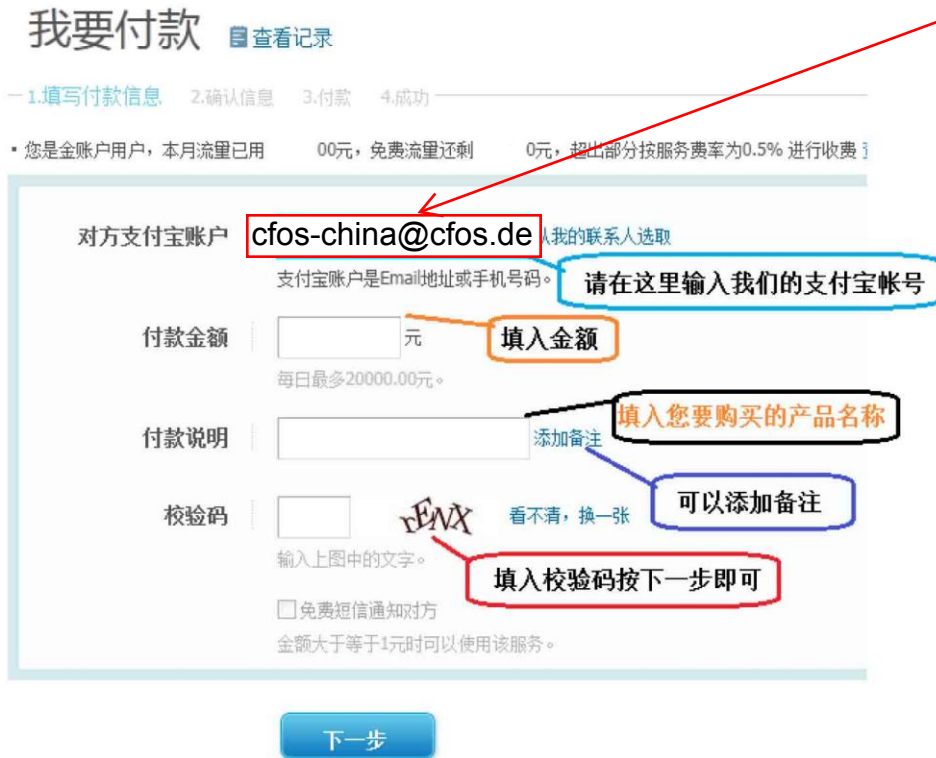 我要付款 查看记录
1.填写付款信息 2.确认信息 3.付款 4.成功
• 您是金账户用户，本月流量已用 00元，免费流量还剩 0元，超出部分按服务费率为0.5% 进行收费
对方支付宝账户 cfos-china@cfos.de 从我的联系人选取
支付宝账户是Email地址或手机号码。 请在这里输入我们的支付宝帐号
付款金额 元 填入金额
每日最多20000.00元。
填入您要购买的产品名称
付款说明 添加备注
可以添加备注
校验码 rENX 看不清，换一张
输入上图中的文字。
填入校验码按下一步即可
免费短信通知对方
金额大于等于1元时可以使用该服务。
下一步